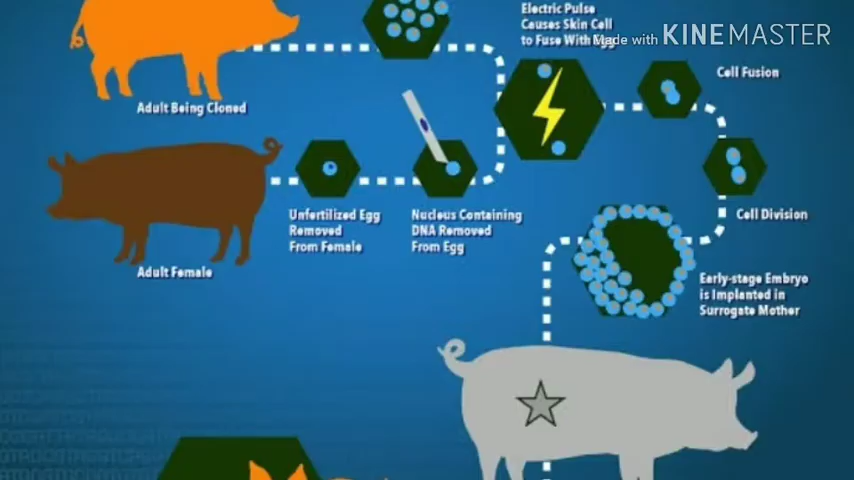 Electric Pulse
Causes Skin Cell
to Fuse With Egg
Made with KINEMASTER
Cell Fusion
Adult Being Cloned
Unfertilized Egg
Removed
From Female
Nucleus Containing
DNA Removed
From Egg
Cell Division
Adult Female
Early-stage Embryo
is Implanted in
Surrogate Mother